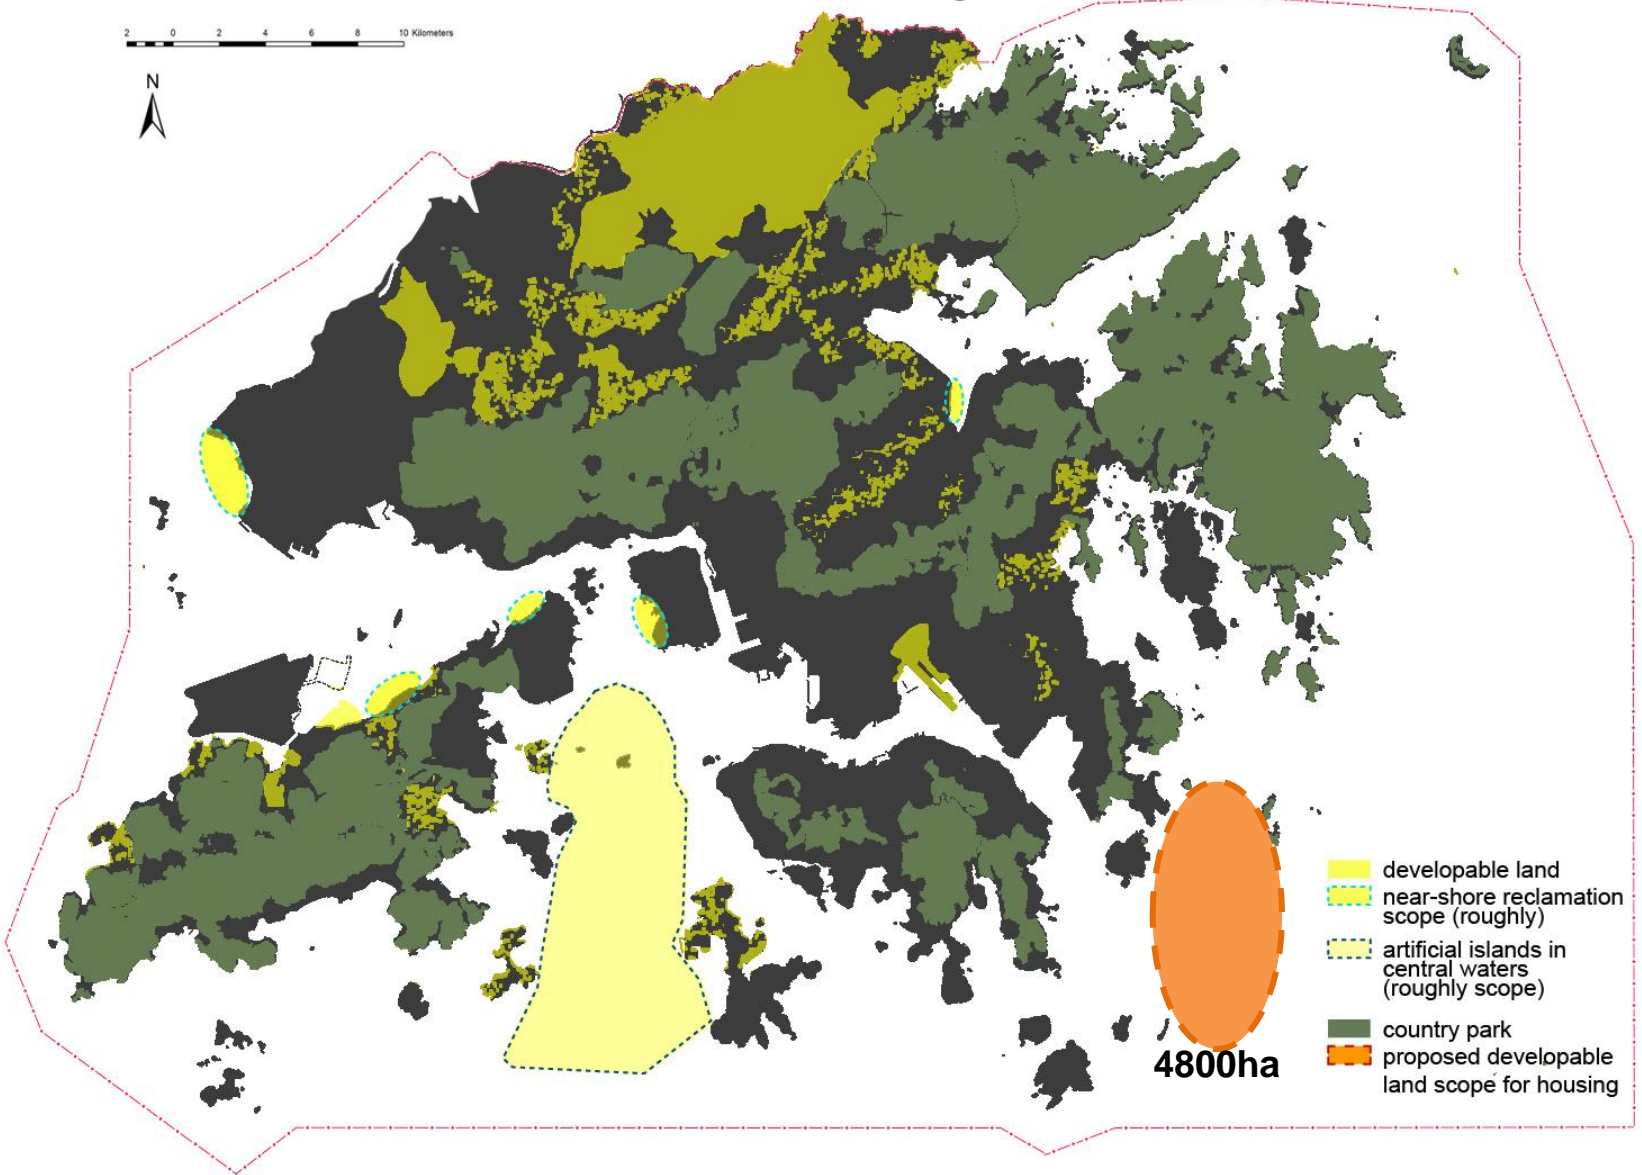 2 0 2 4 6 8 10 Kilometers
N
developable land
near-shore reclamation
scope (roughly)
artificial islands in
central waters
(roughly scope)
country park
proposed developable
land scope for housing
4800ha